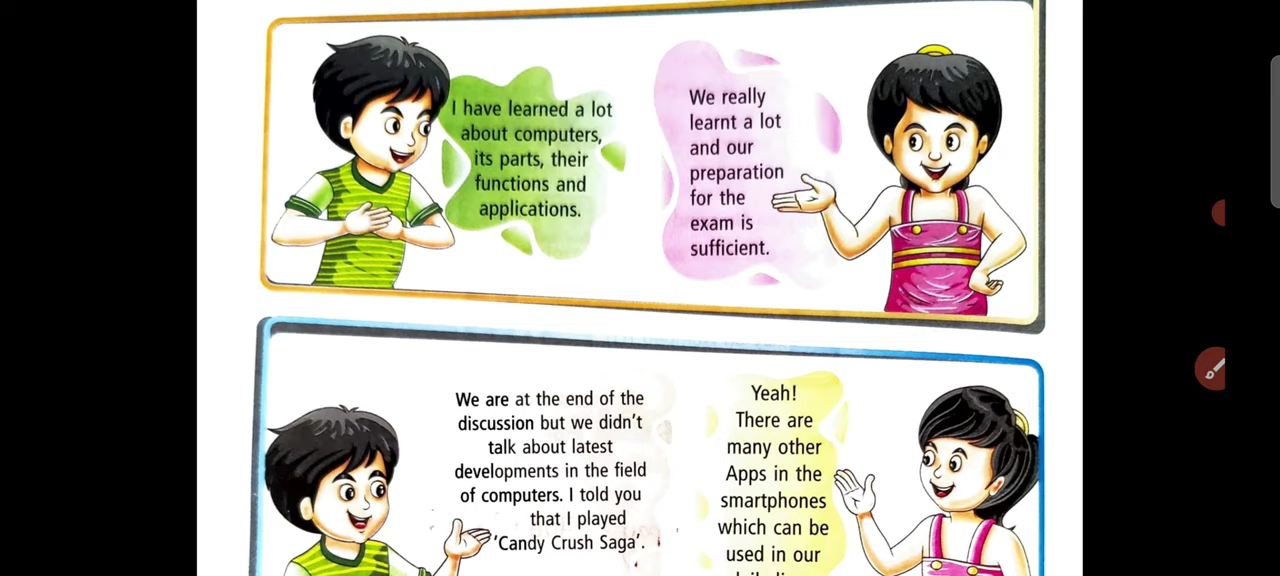 I have learned a lot
about computers,
its parts, their
functions and
applications.
We really
learnt a lot
and our
preparation
for the
exam is
sufficient.
We are at the end of the
discussion but we didn't
talk about latest
developments in the field
of computers. I told you
that I played
'Candy Crush Saga'.
Yeah!
There are
many other
Apps in the
smartphones
which can be
used in our